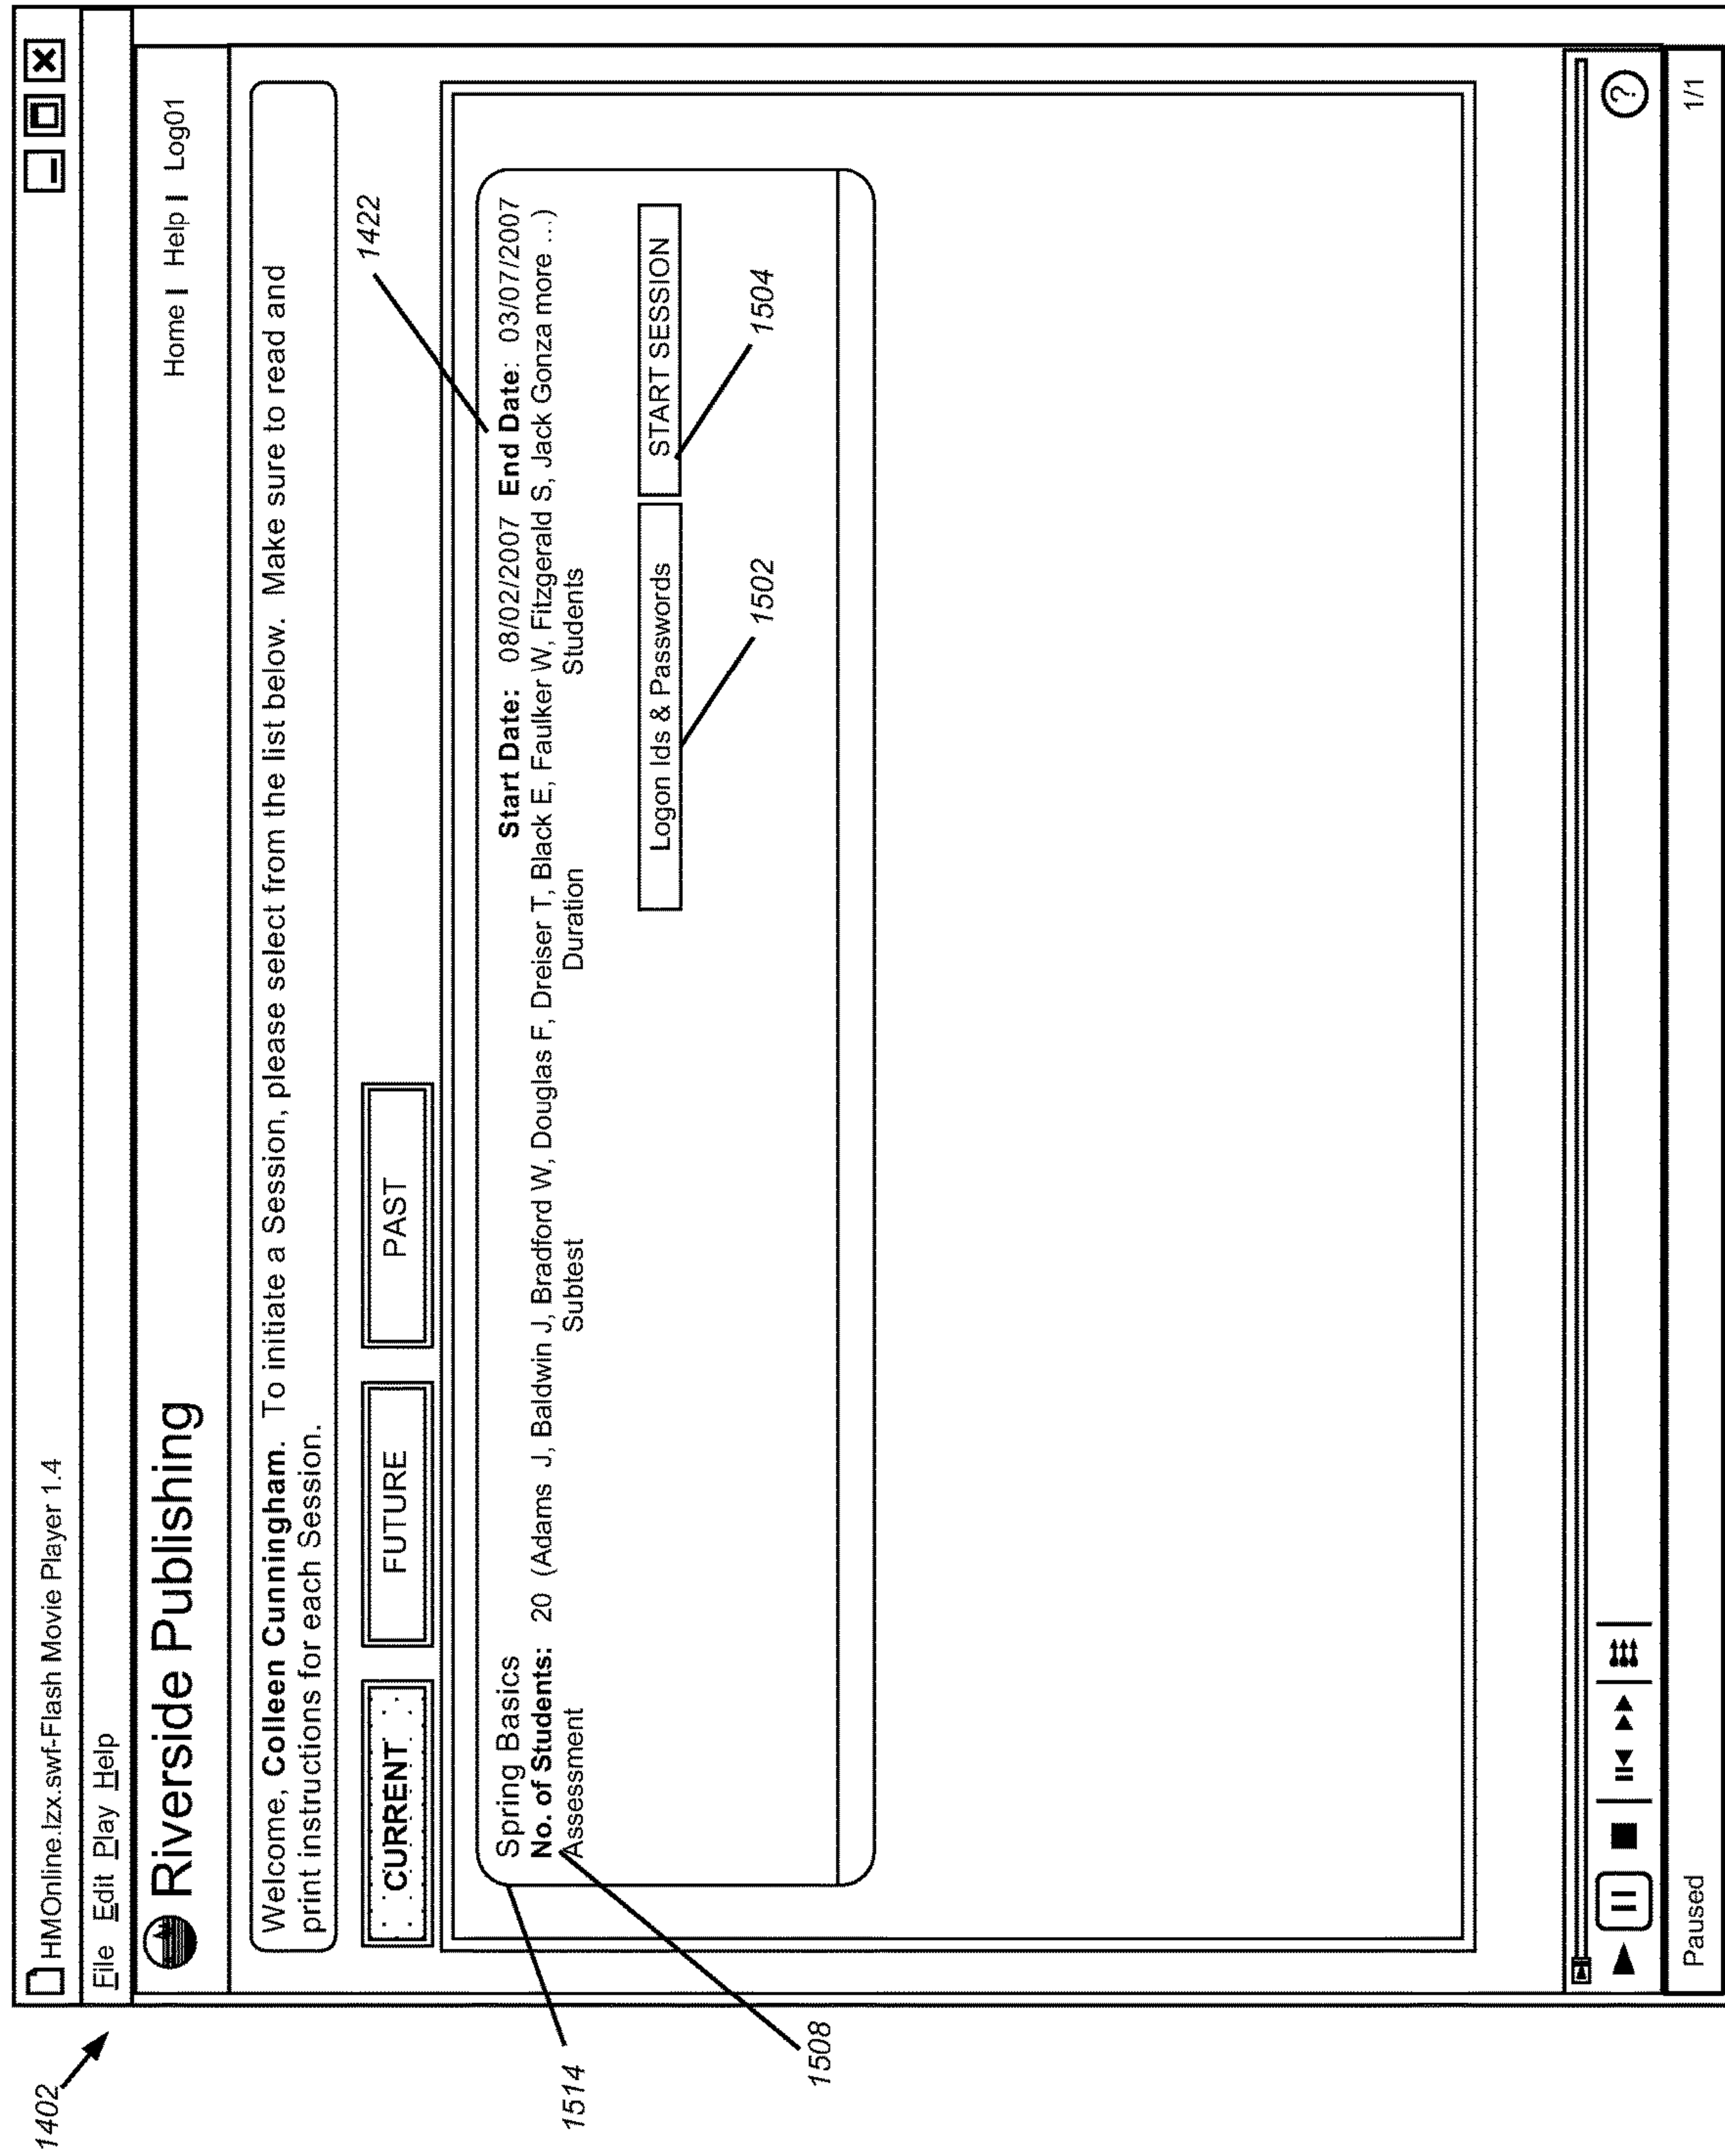 1402
HMOnline.lzx.swf-Flash Movie Player 1.4
File Edit Play Help
Riverside Publishing
Home | Help | Log01
Welcome, Colleen Cunningham. To initiate a Session, please select from the list below. Make sure to read and
print instructions for each Session.
CURRENT
FUTURE
PAST
1422
Spring Basics
Start Date: 08/02/2007 End Date: 03/07/2007
No. of Students: 20 (Adams J, Baldwin J, Bradford W, Douglas F, Dreiser T, Black E, Faulker W, Fitzgerald S, Jack Gonza more ...)
Assessment Subtest Duration Students
Logon Ids & Passwords
START SESSION
1514
1502
1504
1508
?
Paused
1/1